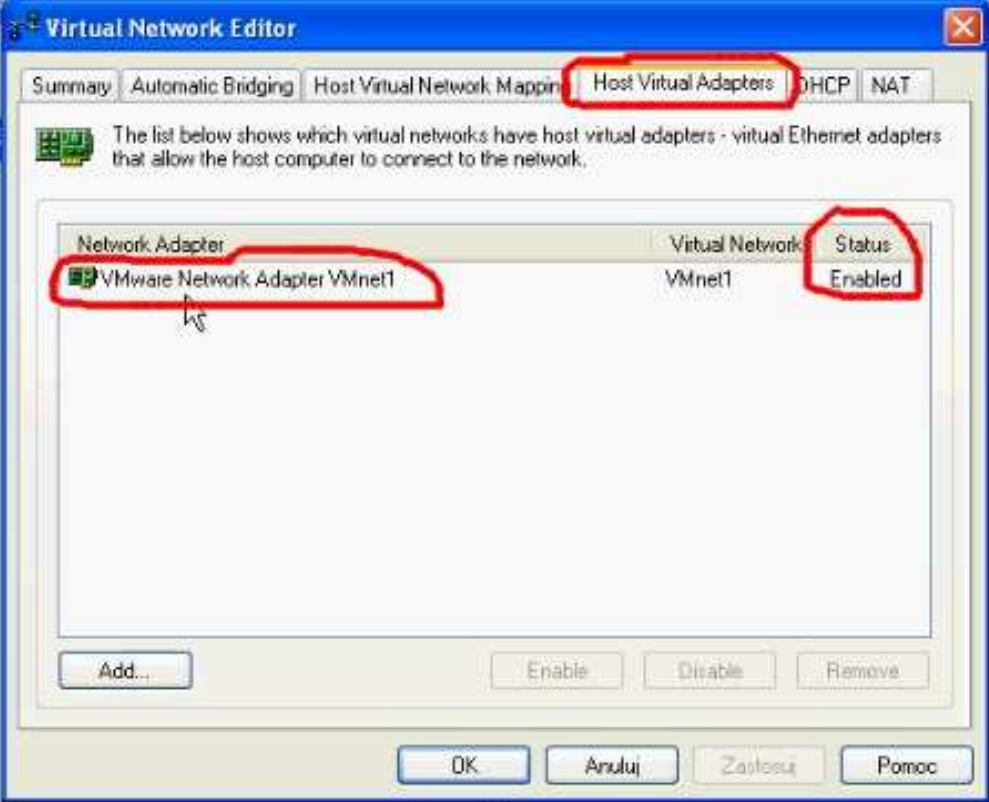 Virtual Network Editor
Summary Automatic Bridging Host Virtual Network Mapping Host Virtual Adapters DHCP NAT
The list below shows which virtual networks have host virtual adapters - virtual Ethernet adapters
that allow the host computer to connect to the network.
Network Adapter Virtual Network Status
VMware Network Adapter VMnet1 VMnet1 Enabled
Add... Enable Disable Remove
OK Anuluj Zastosuj Pomoc